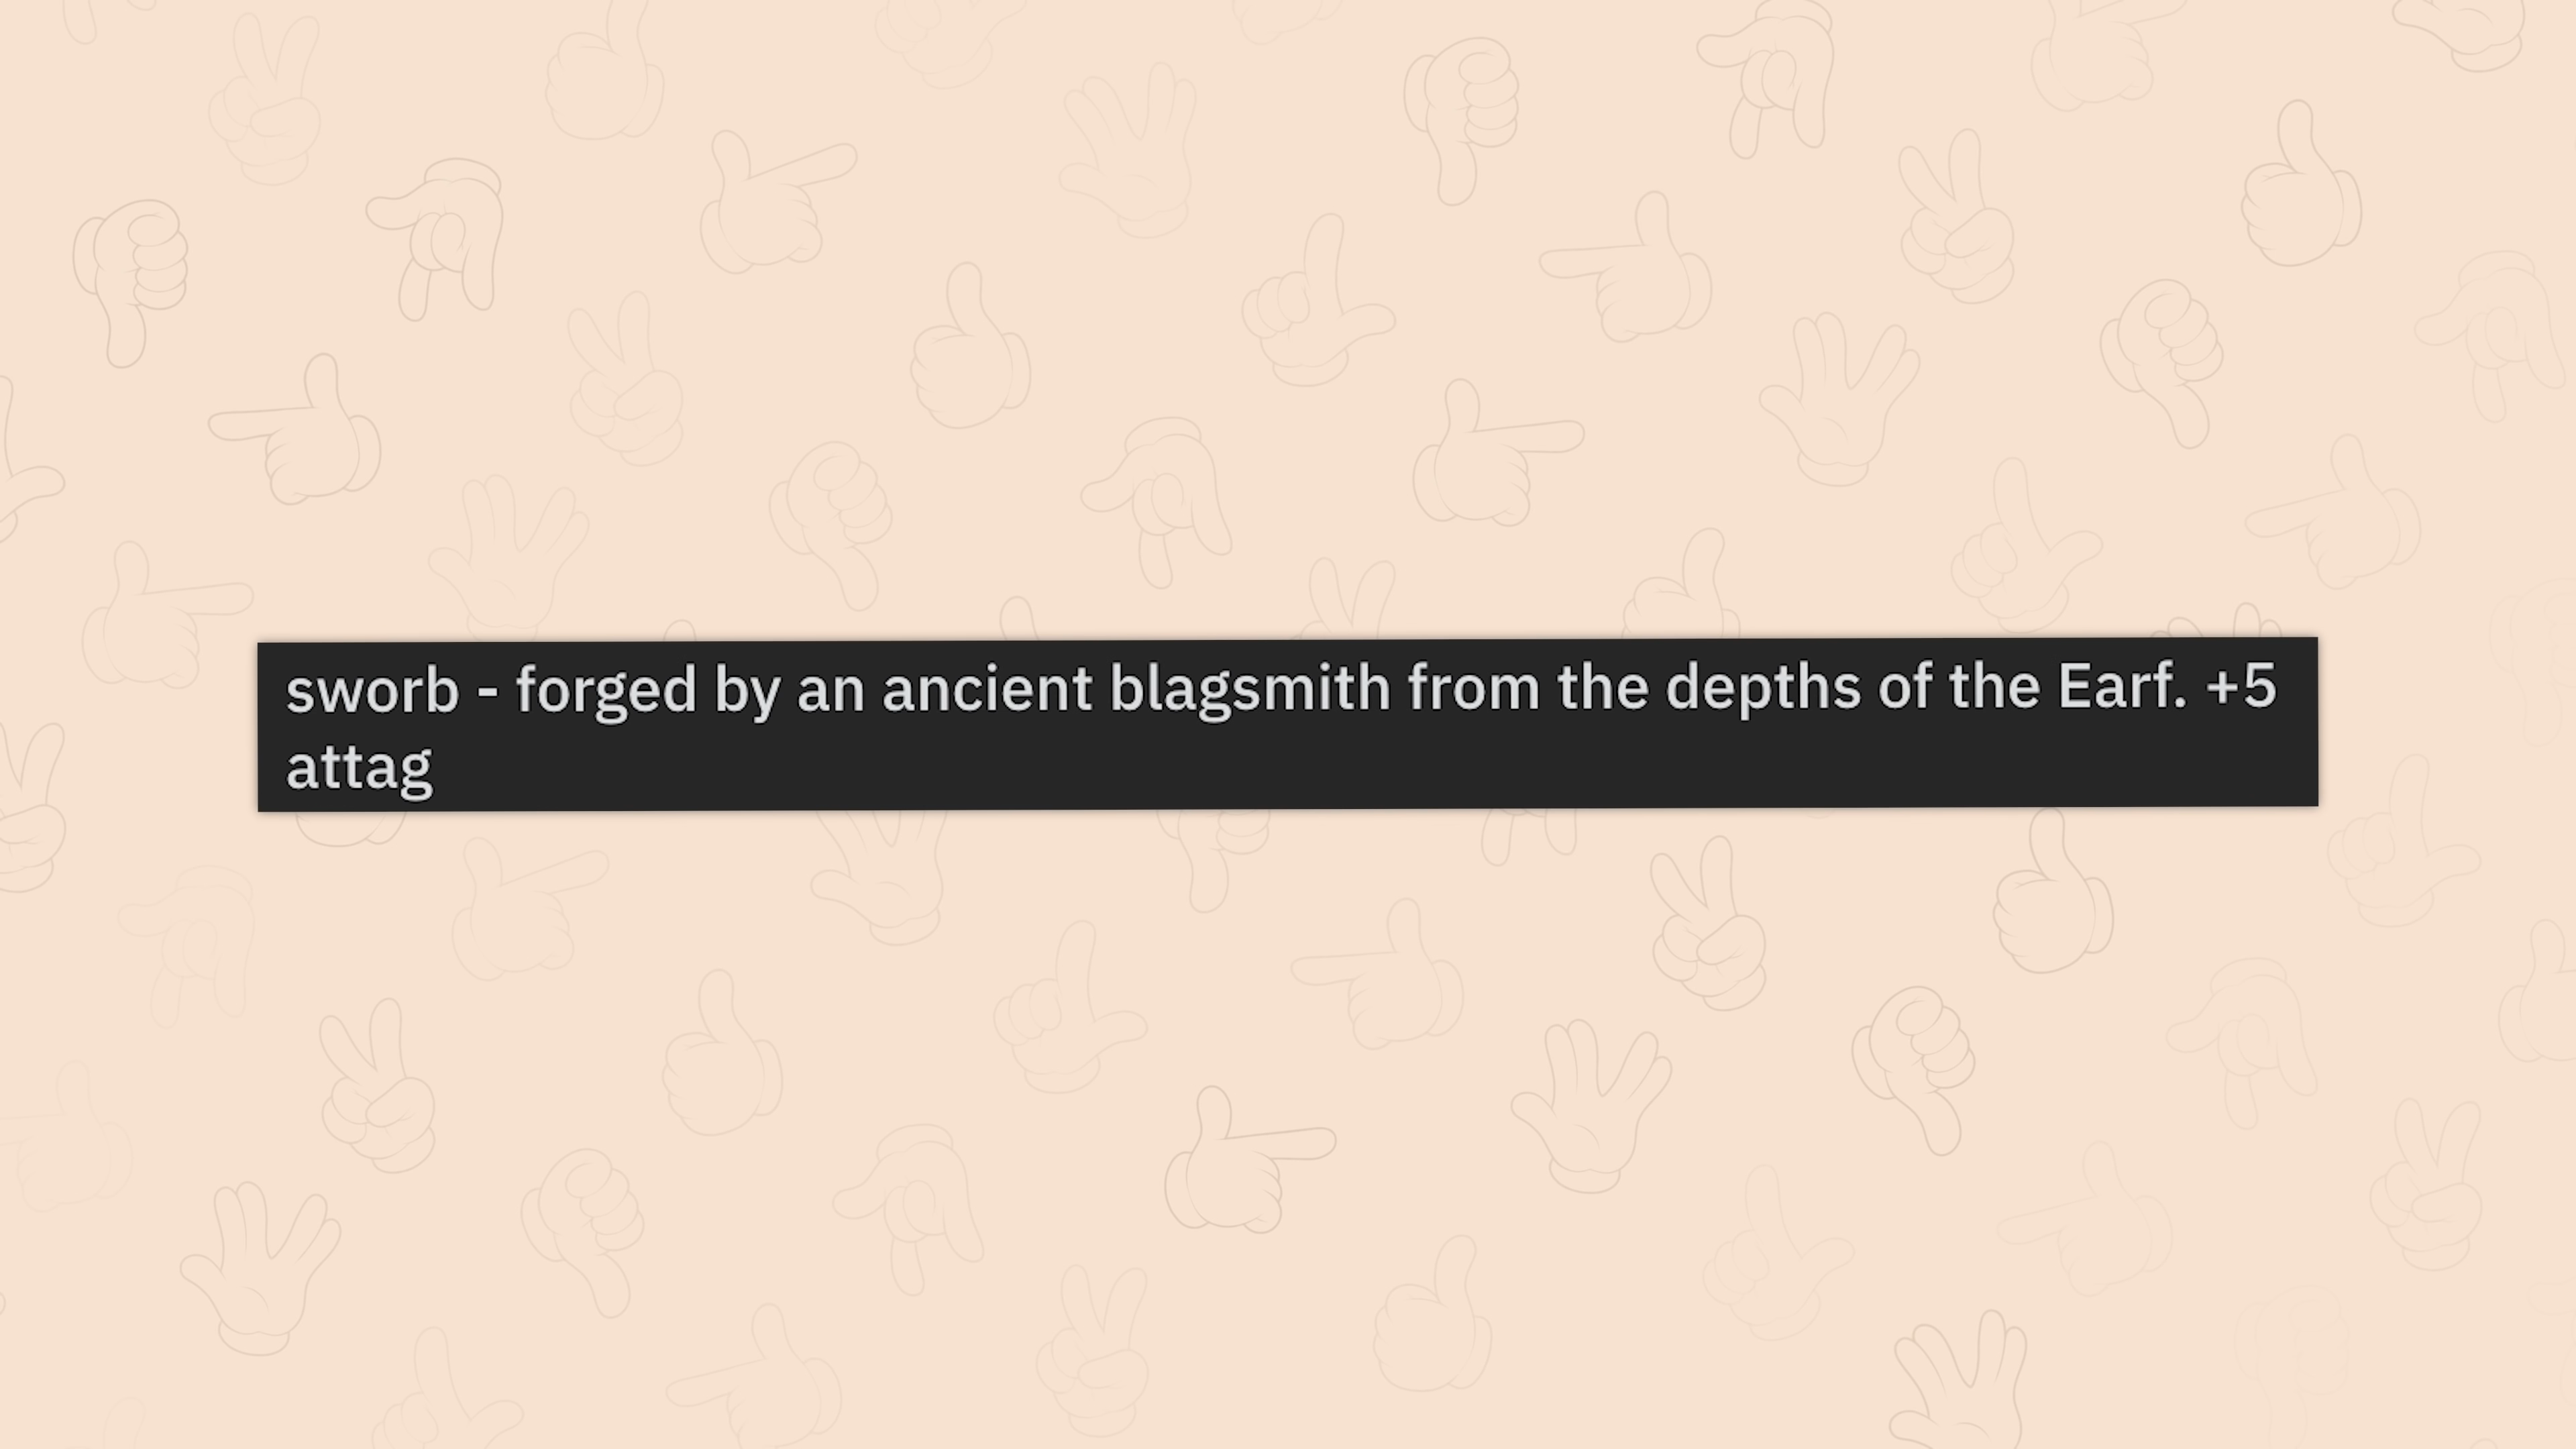 sworb - forged by an ancient blagsmith from the depths of the Earf. +5
attag